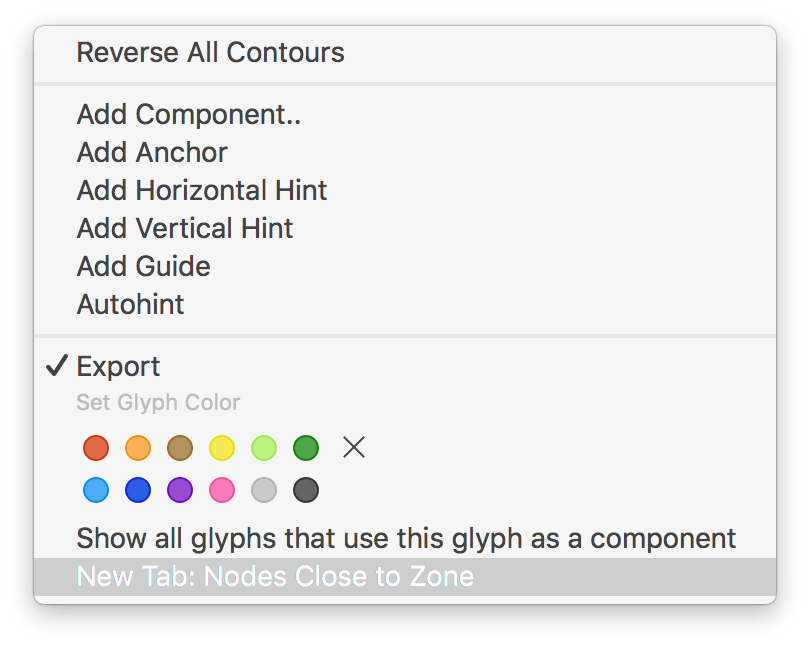 Reverse All Contours
Add Component..
Add Anchor
Add Horizontal Hint
Add Vertical Hint
Add Guide
Autohint
Export
Set Glyph Color
Show all glyphs that use this glyph as a component
New Tab: Nodes Close to Zone